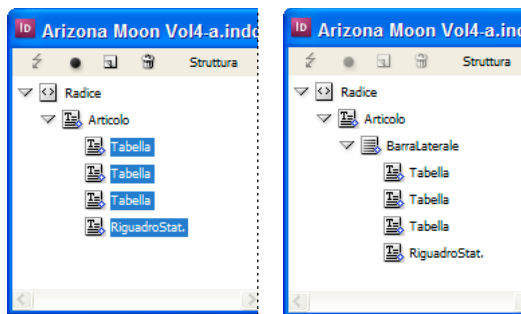 Arizona Moon Vol4-a.indd
Struttura
Radice
Articolo
Tabella
Tabella
Tabella
RiguadroStat.
Arizona Moon Vol4-a.ind
Struttura
Radice
Articolo
BarraLaterale
Tabella
Tabella
Tabella
RiguadroStat.